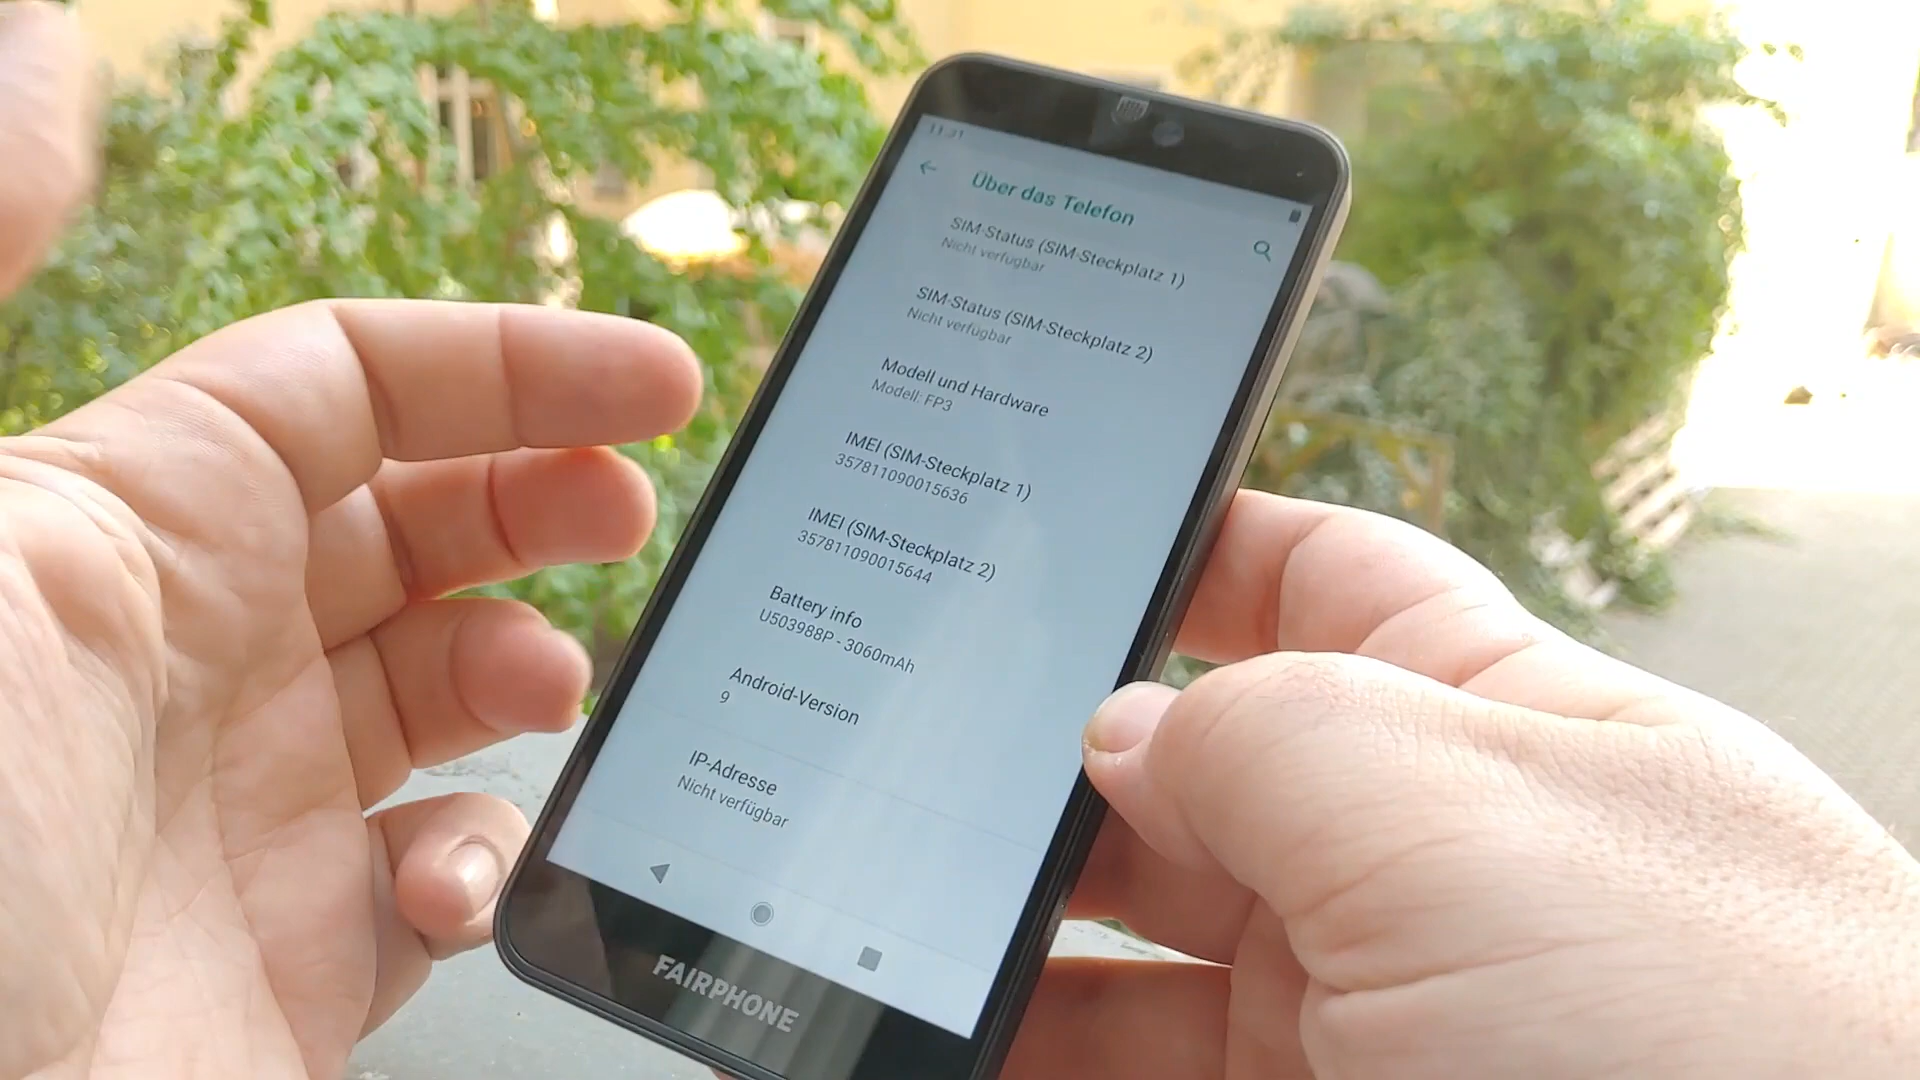 11:21
Über das Telefon
SIM-Status (SIM-Steckplatz 1)
Nicht verfügbar
SIM-Status (SIM-Steckplatz 2)
Nicht verfügbar
Modell und Hardware
Modell: FP3
IMEI (SIM-Steckplatz 1)
357811090015636
IMEI (SIM-Steckplatz 2)
357811090015644
Battery info
U503988P - 3060mAh
Android-Version
9
IP-Adresse
Nicht verfügbar
FAIRPHONE